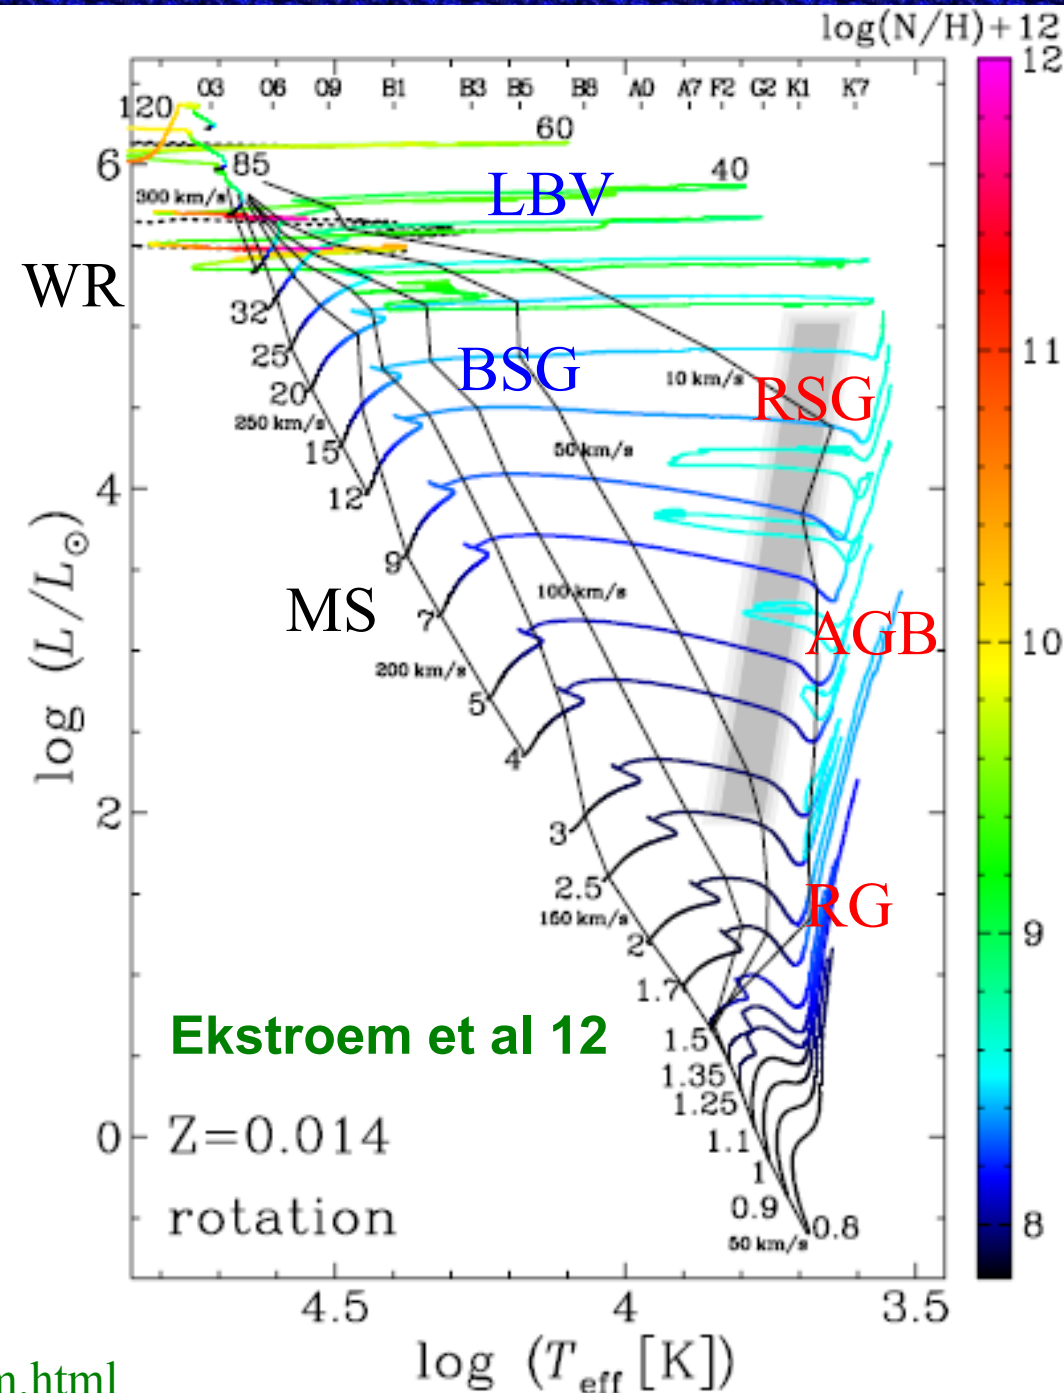 log(N/H)+12
O3 O6 O9 B1 B3 B5 B8 A0 A7 F2 G2 K1 K7
12
120
60
6
85
40
300 km/s
LBV
WR
32
25
11
BSG
10 km/s
RSG
20
250 km/s
15
50 km/s
12
4
9
log (L/L⊙)
MS
7
100 km/s
AGB
10
200 km/s
5
4
2
3
2.5
RG
150 km/s
2
9
1.7
Ekstroem et al 12
1.5
1.35
1.25
0
Z=0.014
1.1
1
rotation
0.9
0.8
50 km/s
8
4.5 4 3.5
log (Teff [K])
.html